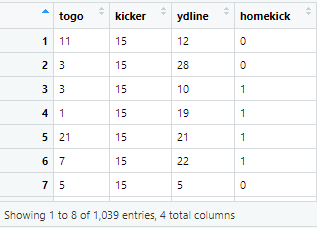 togo kicker ydline homekick
1 11 15 12 0
2 3 15 28 0
3 3 15 10 1
4 1 15 19 1
5 21 15 21 1
6 7 15 22 1
7 5 15 5 0
Showing 1 to 8 of 1,039 entries, 4 total columns